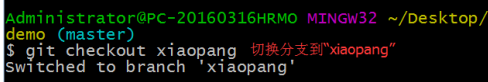 Administrator@PC-20160316HRMO MINGW32 ~/Desktop/
demo (master)
$ git checkout xiaopang 切换分支到“xiaopang”
Switched to branch 'xiaopang'